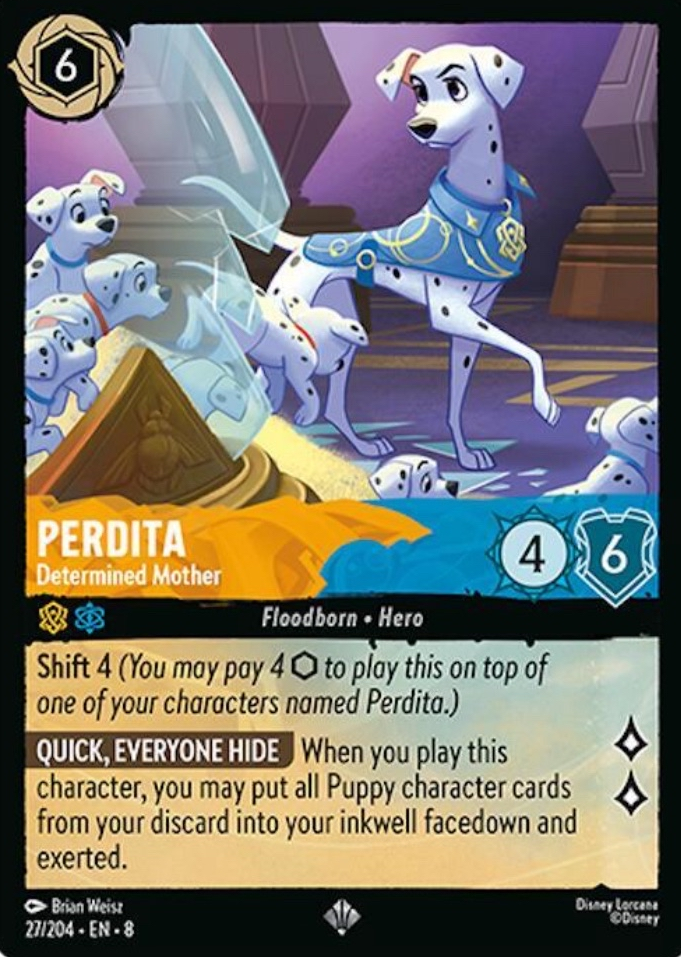 6
PERDITA
Determined Mother
4
6
Floodborn • Hero
Shift 4 (You may pay 4 to play this on top of
one of your characters named Perdita.)
QUICK, EVERYONE HIDE When you play this
character, you may put all Puppy character cards
from your discard into your inkwell facedown and
exerted.
Brian Weisz
27/204 • EN • 8
Disney Lorcana
©Disney